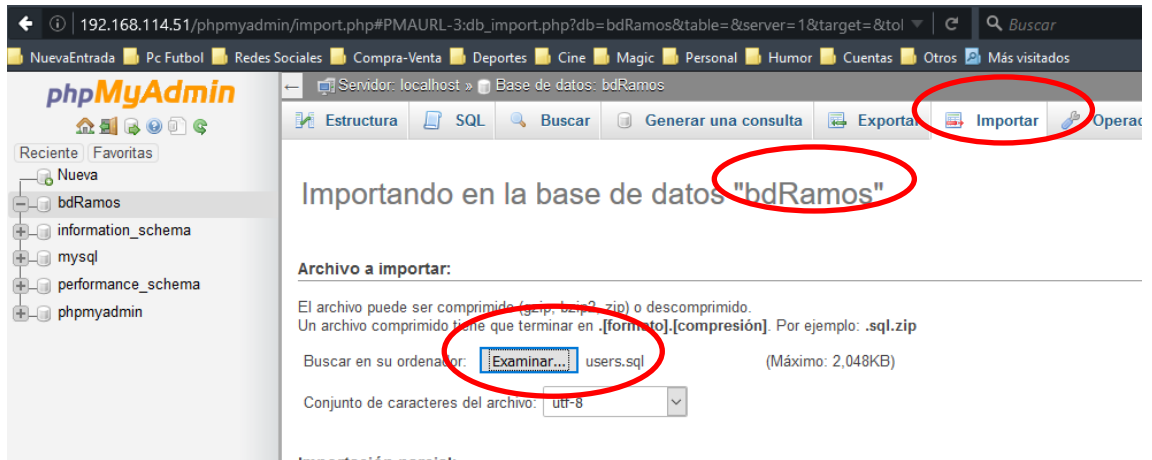 192.168.114.51/phpmyadmin/import.php#PMAURL-3:db_import.php?db=bdRamos&table=&server=1&target=&tol
Buscar
NuevaEntrada Pc Futbol Redes Sociales Compra-Venta Deportes Cine Magic Personal Humor Cuentas Otros Más visitados
phpMyAdmin
Reciente Favoritas
Nueva
bdRamos
information_schema
mysql
performance_schema
phpmyadmin
Servidor: localhost » Base de datos: bdRamos
Estructura SQL Buscar Generar una consulta Exportar Importar Operac
Importando en la base de datos "bdRamos"
Archivo a importar:
El archivo puede ser comprimido (gzip, bzip2, zip) o descomprimido.
Un archivo comprimido tiene que terminar en .[formato].[compresión]. Por ejemplo: .sql.zip
Buscar en su ordenador: Examinar... users.sql (Máximo: 2,048KB)
Conjunto de caracteres del archivo: utf-8